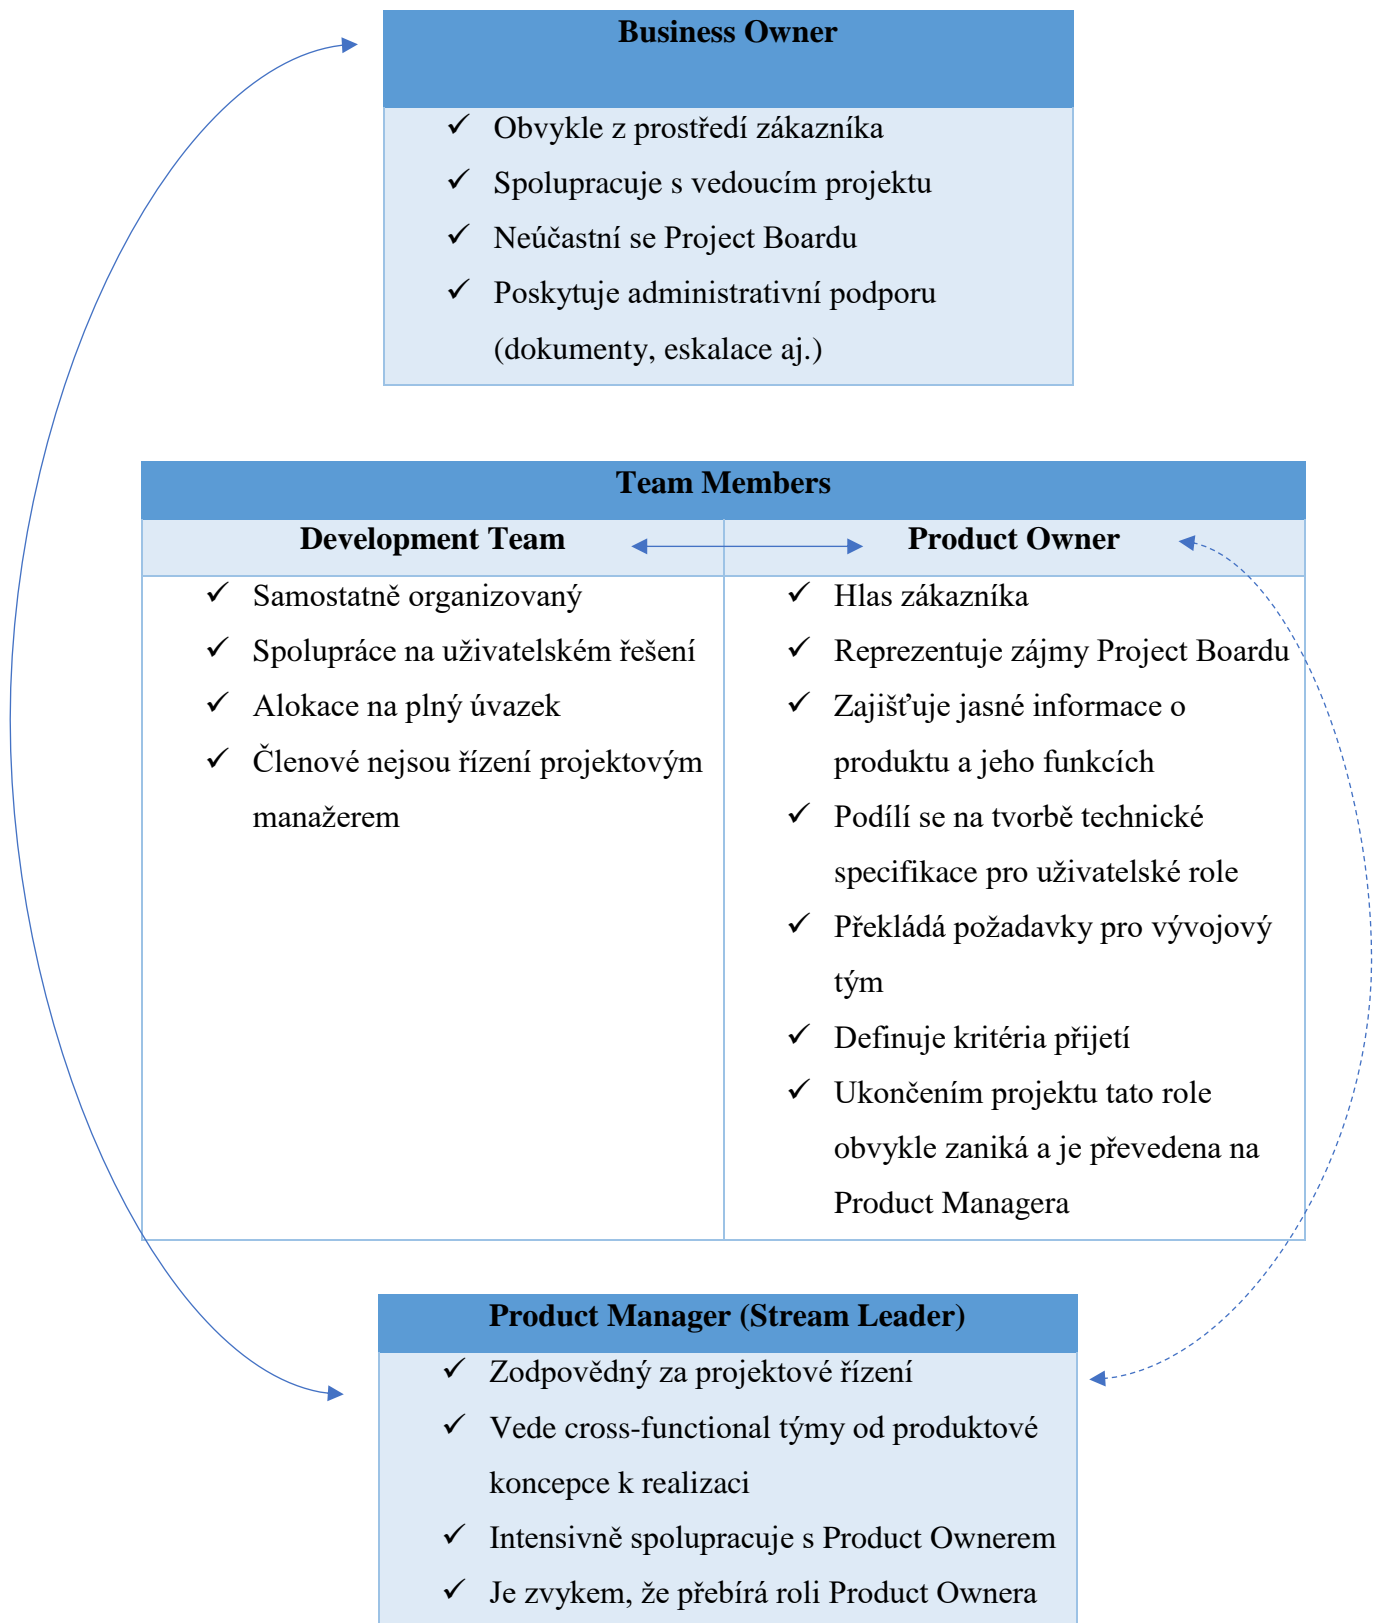 Business Owner
✓ Obvykle z prostředí zákazníka
✓ Spolupracuje s vedoucím projektu
✓ Neúčastní se Project Boardu
✓ Poskytuje administrativní podporu
(dokumenty, eskalace aj.)
Team Members
Development Team
✓ Samostatně organizovaný
✓ Spolupráce na uživatelském řešení
✓ Alokace na plný úvazek
✓ Členové nejsou řízení projektovým
manažerem
Product Owner
✓ Hlas zákazníka
✓ Reprezentuje zájmy Project Boardu
✓ Zajišťuje jasné informace o
produktu a jeho funkcích
✓ Podílí se na tvorbě technické
specifikace pro uživatelské role
✓ Překládá požadavky pro vývojový
tým
✓ Definuje kritéria přijetí
✓ Ukončením projektu tato role
obvykle zaniká a je převedena na
Product Managera
Product Manager (Stream Leader)
✓ Zodpovědný za projektové řízení
✓ Vede cross-functional týmy od produktové
koncepce k realizaci
✓ Intensivně spolupracuje s Product Ownerem
✓ Je zvykem, že přebírá roli Product Ownera